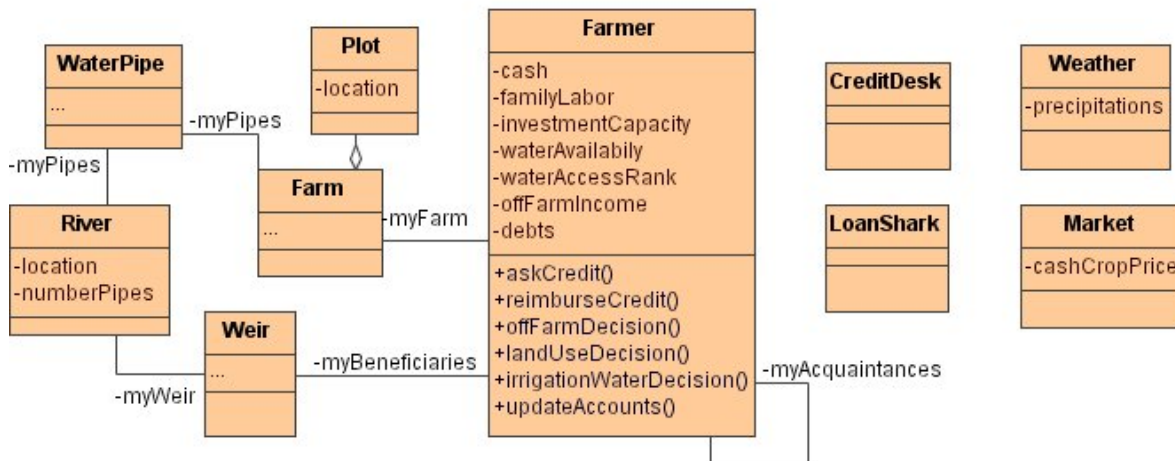 WaterPipe
...
-myPipes
-myPipes
Plot
-location
Farm
...
-myFarm
River
-location
-numberPipes
Weir
...
-myWeir
-myBeneficiaries
Farmer
-cash
-familyLabor
-investmentCapacity
-waterAvailabily
-waterAccessRank
-offFarmIncome
-debts
+askCredit()
+reimburseCredit()
+offFarmDecision()
+landUseDecision()
+irrigationWaterDecision()
+updateAccounts()
-myAcquaintances
CreditDesk
LoanShark
Weather
-precipitations
Market
-cashCropPrice